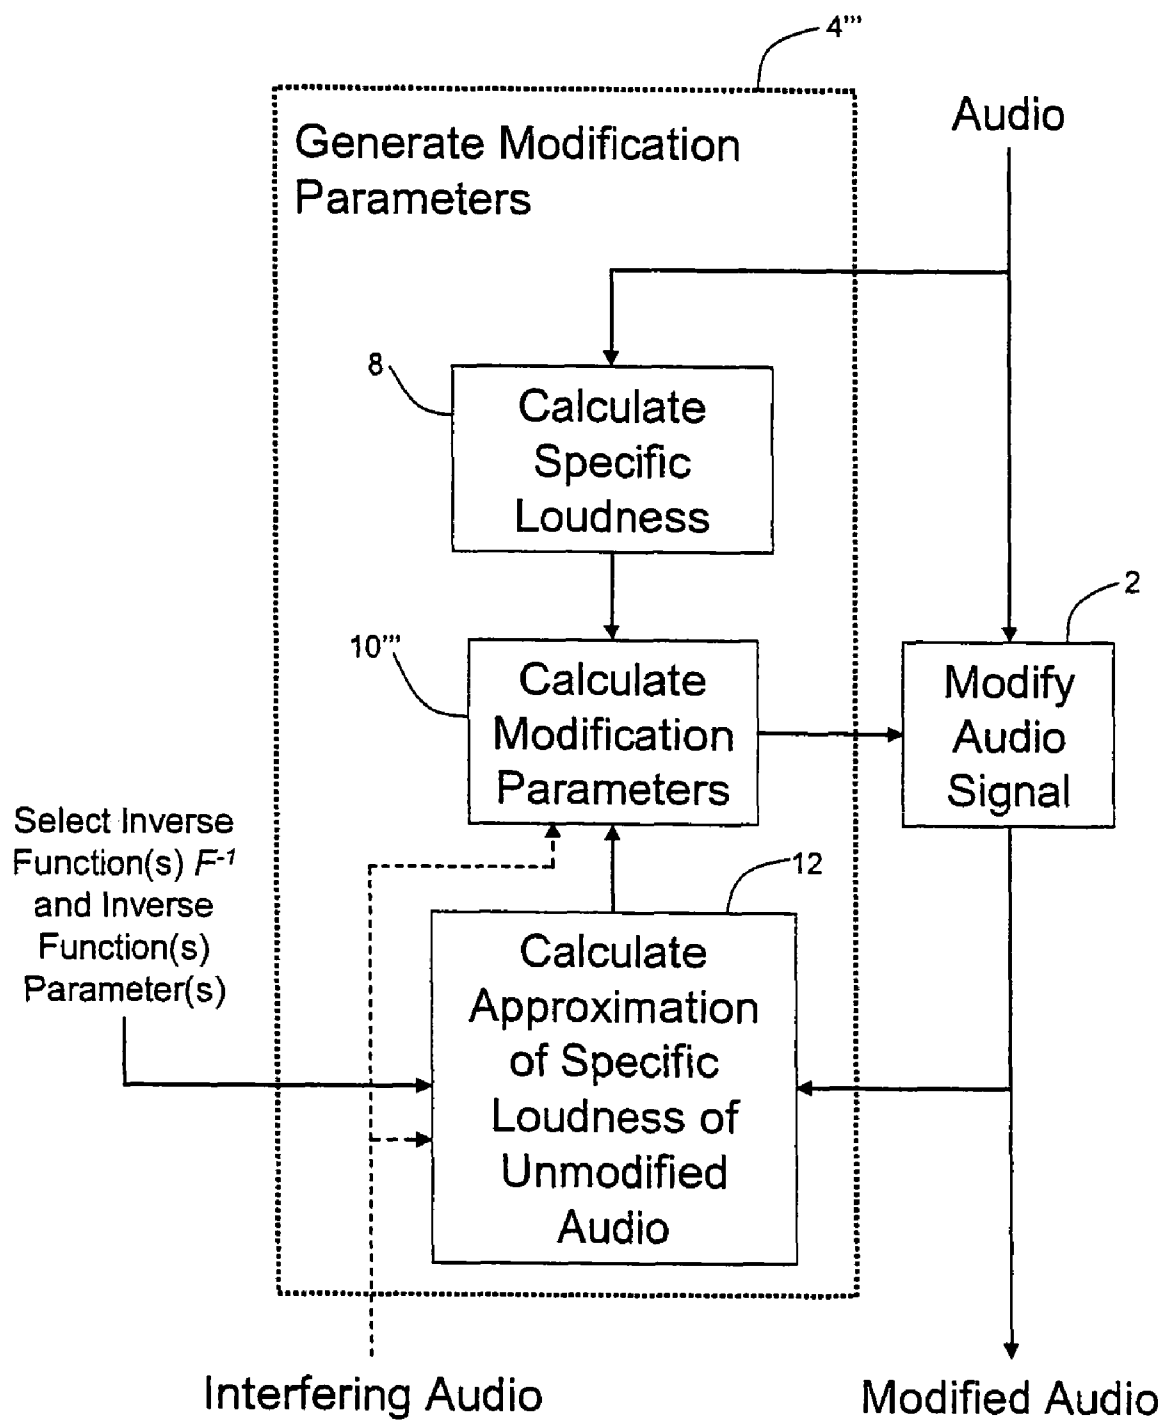 4'''
Audio
Generate Modification
Parameters
8
Calculate
Specific
Loudness
2
10'''
Calculate
Modification
Parameters
Modify
Audio
Signal
Select Inverse
Function(s) F-1
and Inverse
Function(s)
Parameter(s)
12
Calculate
Approximation
of Specific
Loudness of
Unmodified
Audio
Interfering Audio
Modified Audio